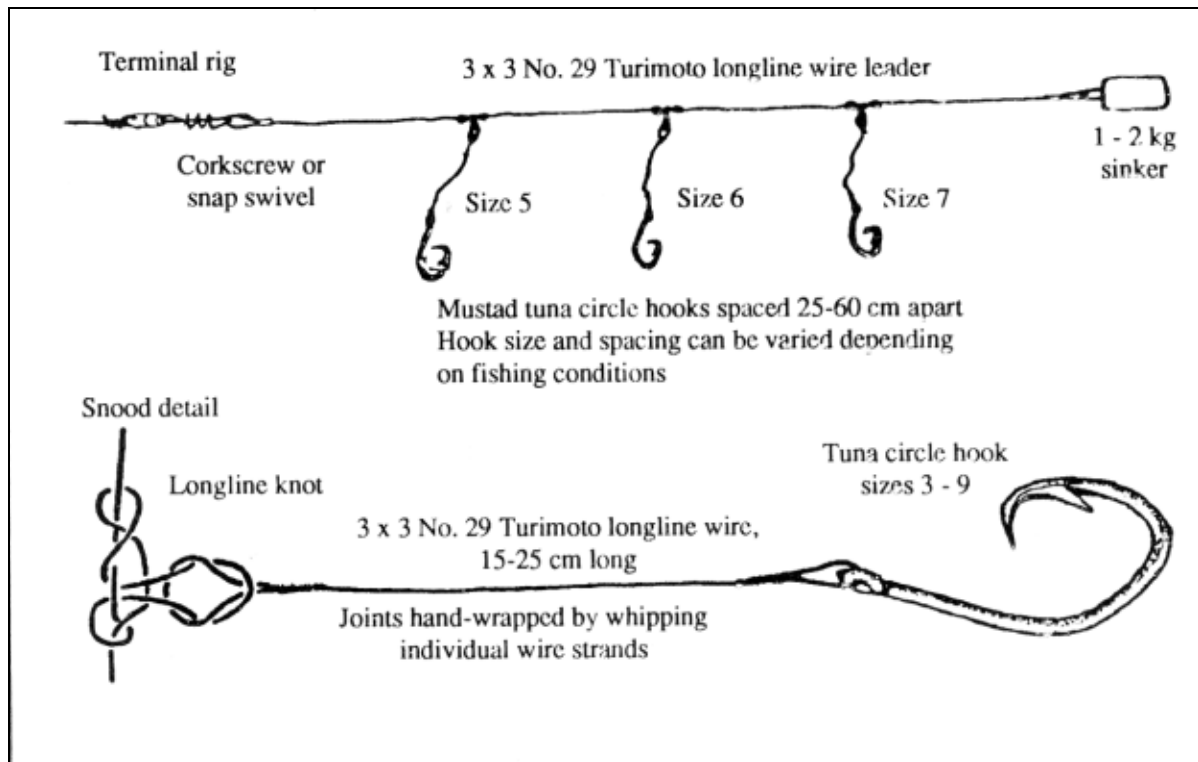 Terminal rig
3 x 3 No. 29 Turimoto longline wire leader
Corkscrew or
snap swivel
Size 5
Size 6
Size 7
1 - 2 kg
sinker
Mustad tuna circle hooks spaced 25-60 cm apart
Hook size and spacing can be varied depending
on fishing conditions
Snood detail
Longline knot
3 x 3 No. 29 Turimoto longline wire,
15-25 cm long
Joints hand-wrapped by whipping
individual wire strands
Tuna circle hook
sizes 3 - 9